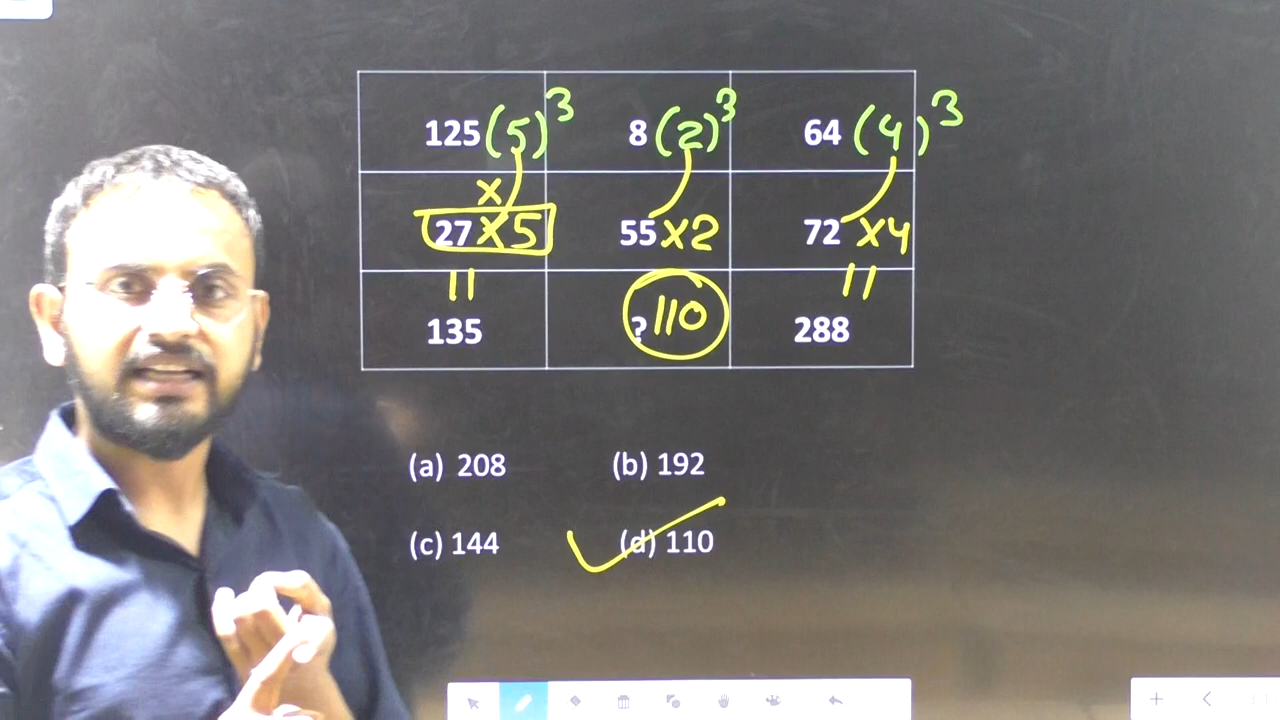 125 (5)³ 8 (2)³ 64 (4)³
×
27 ×5 55 ×2 72 ×4
= =
135 ? 110 288
(a) 208 (b) 192
(c) 144 (d) 110